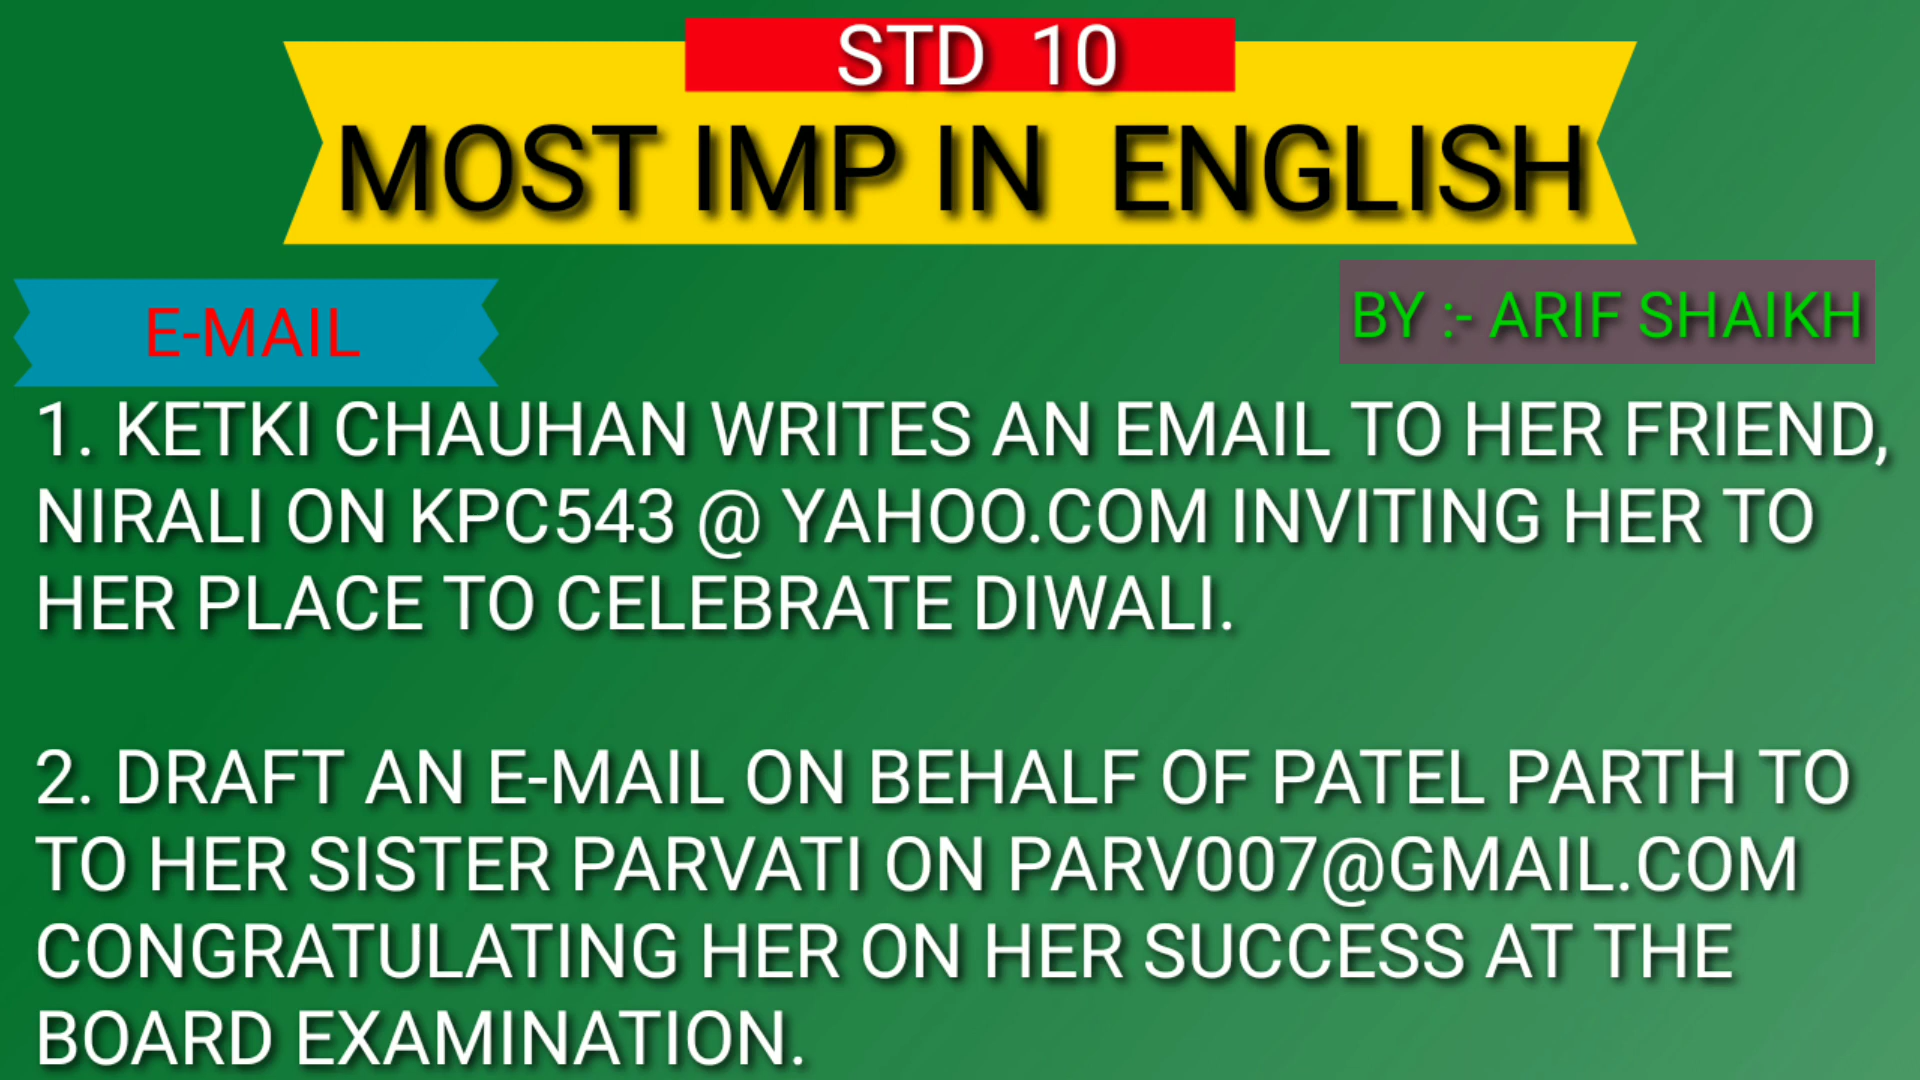 STD 10
MOST IMP IN ENGLISH
E-MAIL
BY :- ARIF SHAIKH
1. KETKI CHAUHAN WRITES AN EMAIL TO HER FRIEND,
NIRALI ON KPC543 @ YAHOO.COM INVITING HER TO
HER PLACE TO CELEBRATE DIWALI.
2. DRAFT AN E-MAIL ON BEHALF OF PATEL PARTH TO
TO HER SISTER PARVATI ON PARV007@GMAIL.COM
CONGRATULATING HER ON HER SUCCESS AT THE
BOARD EXAMINATION.